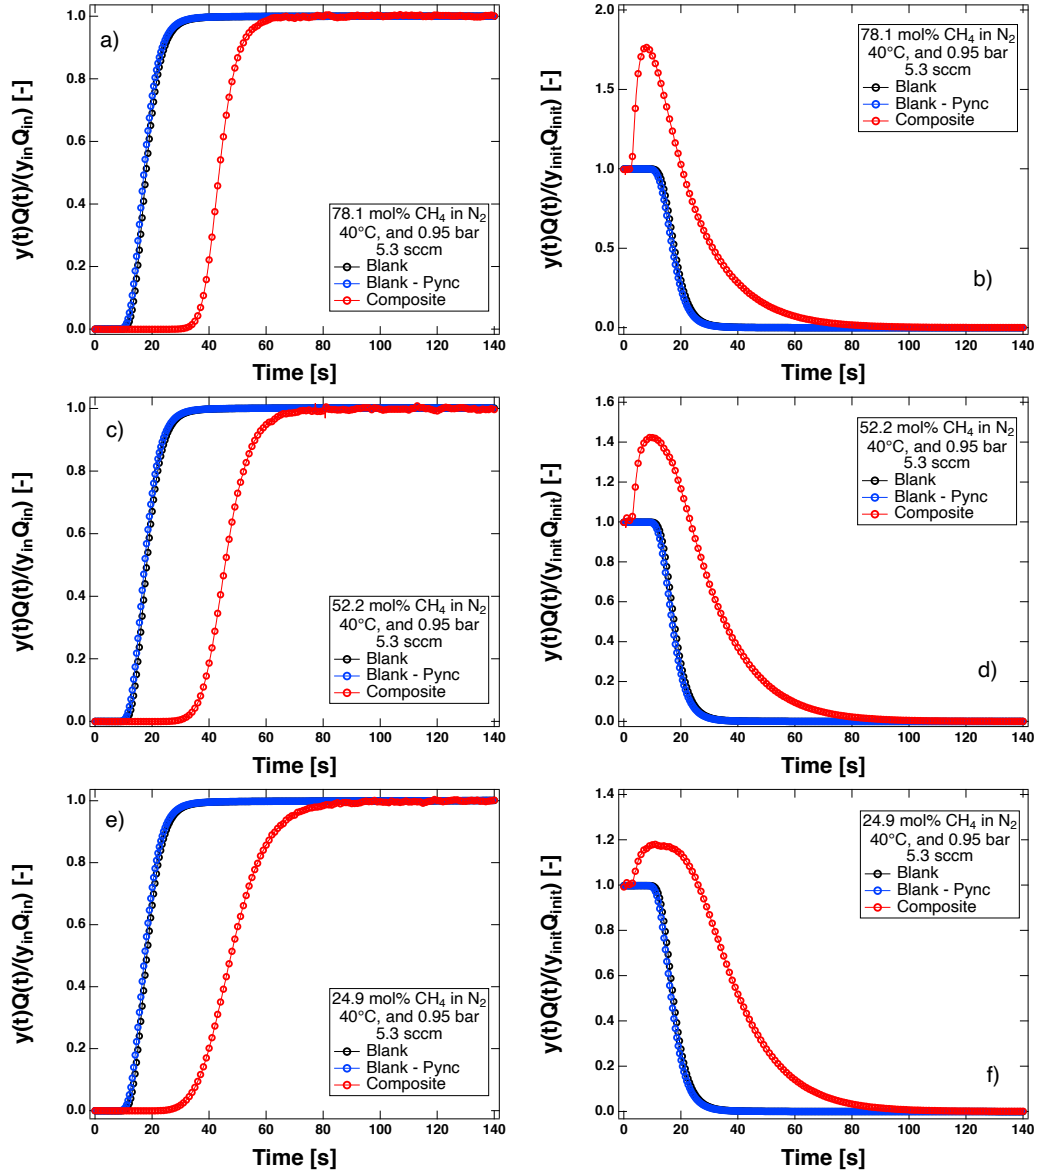 a)
y(t)Q(t)/(y_in Q_in) [-]
1.0
0.8
0.6
0.4
0.2
0.0
0 20 40 60 80 100 120 140
Time [s]
78.1 mol% CH4 in N2
40°C, and 0.95 bar
5.3 sccm
Blank
Blank - Pync
Composite
b)
y(t)Q(t)/(y_init Q_init) [-]
2.0
1.5
1.0
0.5
0.0
0 20 40 60 80 100 120 140
Time [s]
78.1 mol% CH4 in N2
40°C, and 0.95 bar
5.3 sccm
Blank
Blank - Pync
Composite
c)
y(t)Q(t)/(y_in Q_in) [-]
1.0
0.8
0.6
0.4
0.2
0.0
0 20 40 60 80 100 120 140
Time [s]
52.2 mol% CH4 in N2
40°C, and 0.95 bar
5.3 sccm
Blank
Blank - Pync
Composite
d)
y(t)Q(t)/(y_init Q_init) [-]
1.6
1.4
1.2
1.0
0.8
0.6
0.4
0.2
0.0
0 20 40 60 80 100 120 140
Time [s]
52.2 mol% CH4 in N2
40°C, and 0.95 bar
5.3 sccm
Blank
Blank - Pync
Composite
e)
y(t)Q(t)/(y_in Q_in) [-]
1.0
0.8
0.6
0.4
0.2
0.0
0 20 40 60 80 100 120 140
Time [s]
24.9 mol% CH4 in N2
40°C, and 0.95 bar
5.3 sccm
Blank
Blank - Pync
Composite
f)
y(t)Q(t)/(y_init Q_init) [-]
1.4
1.2
1.0
0.8
0.6
0.4
0.2
0.0
0 20 40 60 80 100 120 140
Time [s]
24.9 mol% CH4 in N2
40°C, and 0.95 bar
5.3 sccm
Blank
Blank - Pync
Composite